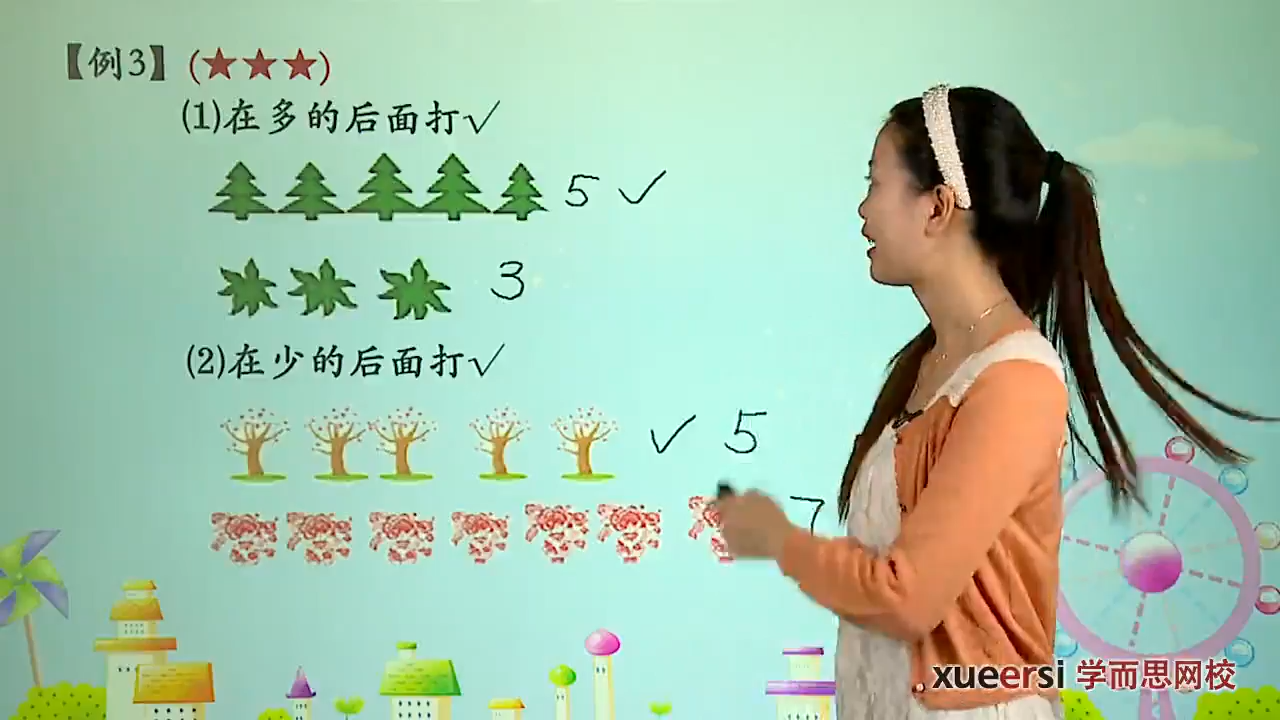 【例3】(★★★)
(1)在多的后面打✓
5 ✓
3
(2)在少的后面打✓
✓ 5
7
xueersi 学而思网校